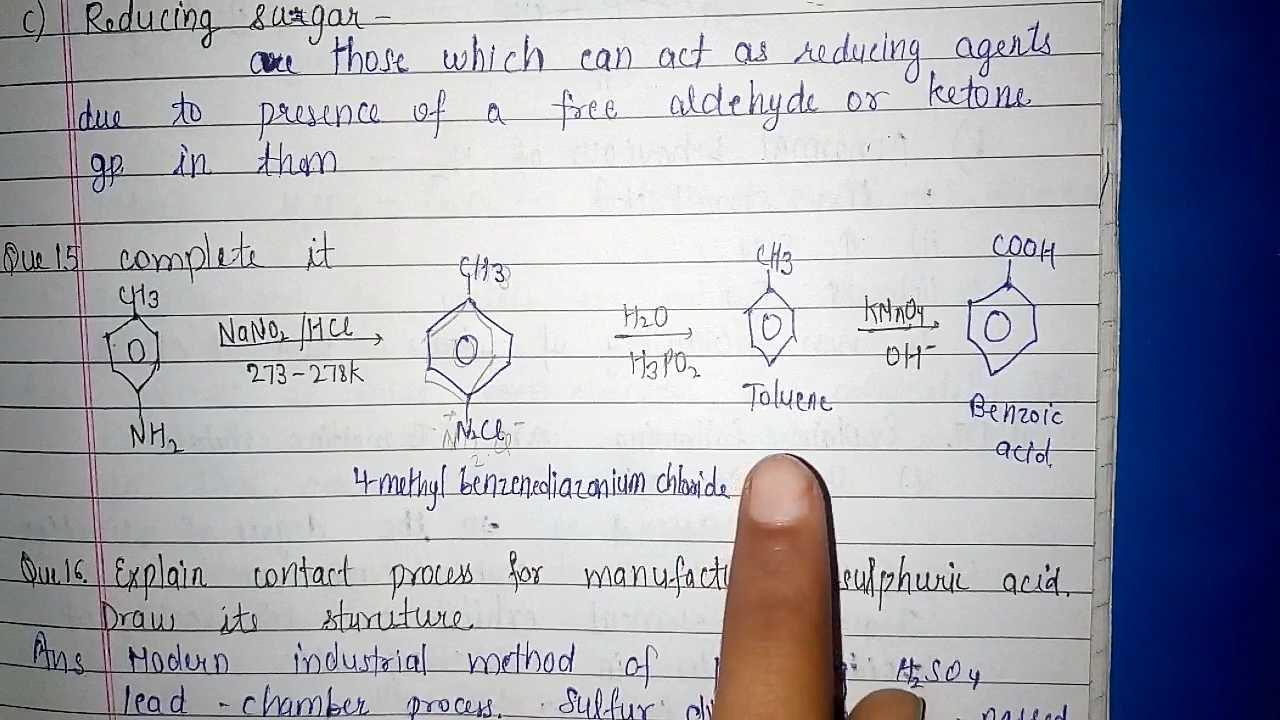 c) Reducing sugar -
are those which can act as reducing agents
due to presence of a free aldehyde or ketone
gp in them
Que 15 complete it
CH3 NaNO2/HCl 273-278K NH2
CH3 N2Cl-
4-methyl benzenediazonium chloride
H2O H3PO2
CH3 Toluene
KMnO4 OH-
COOH Benzoic acid.
Que 16. Explain contact process for sulphuric acid.
Draw its sturuture
Ans Modern industrial method of H2SO4
lead-chamber process. Sulfur